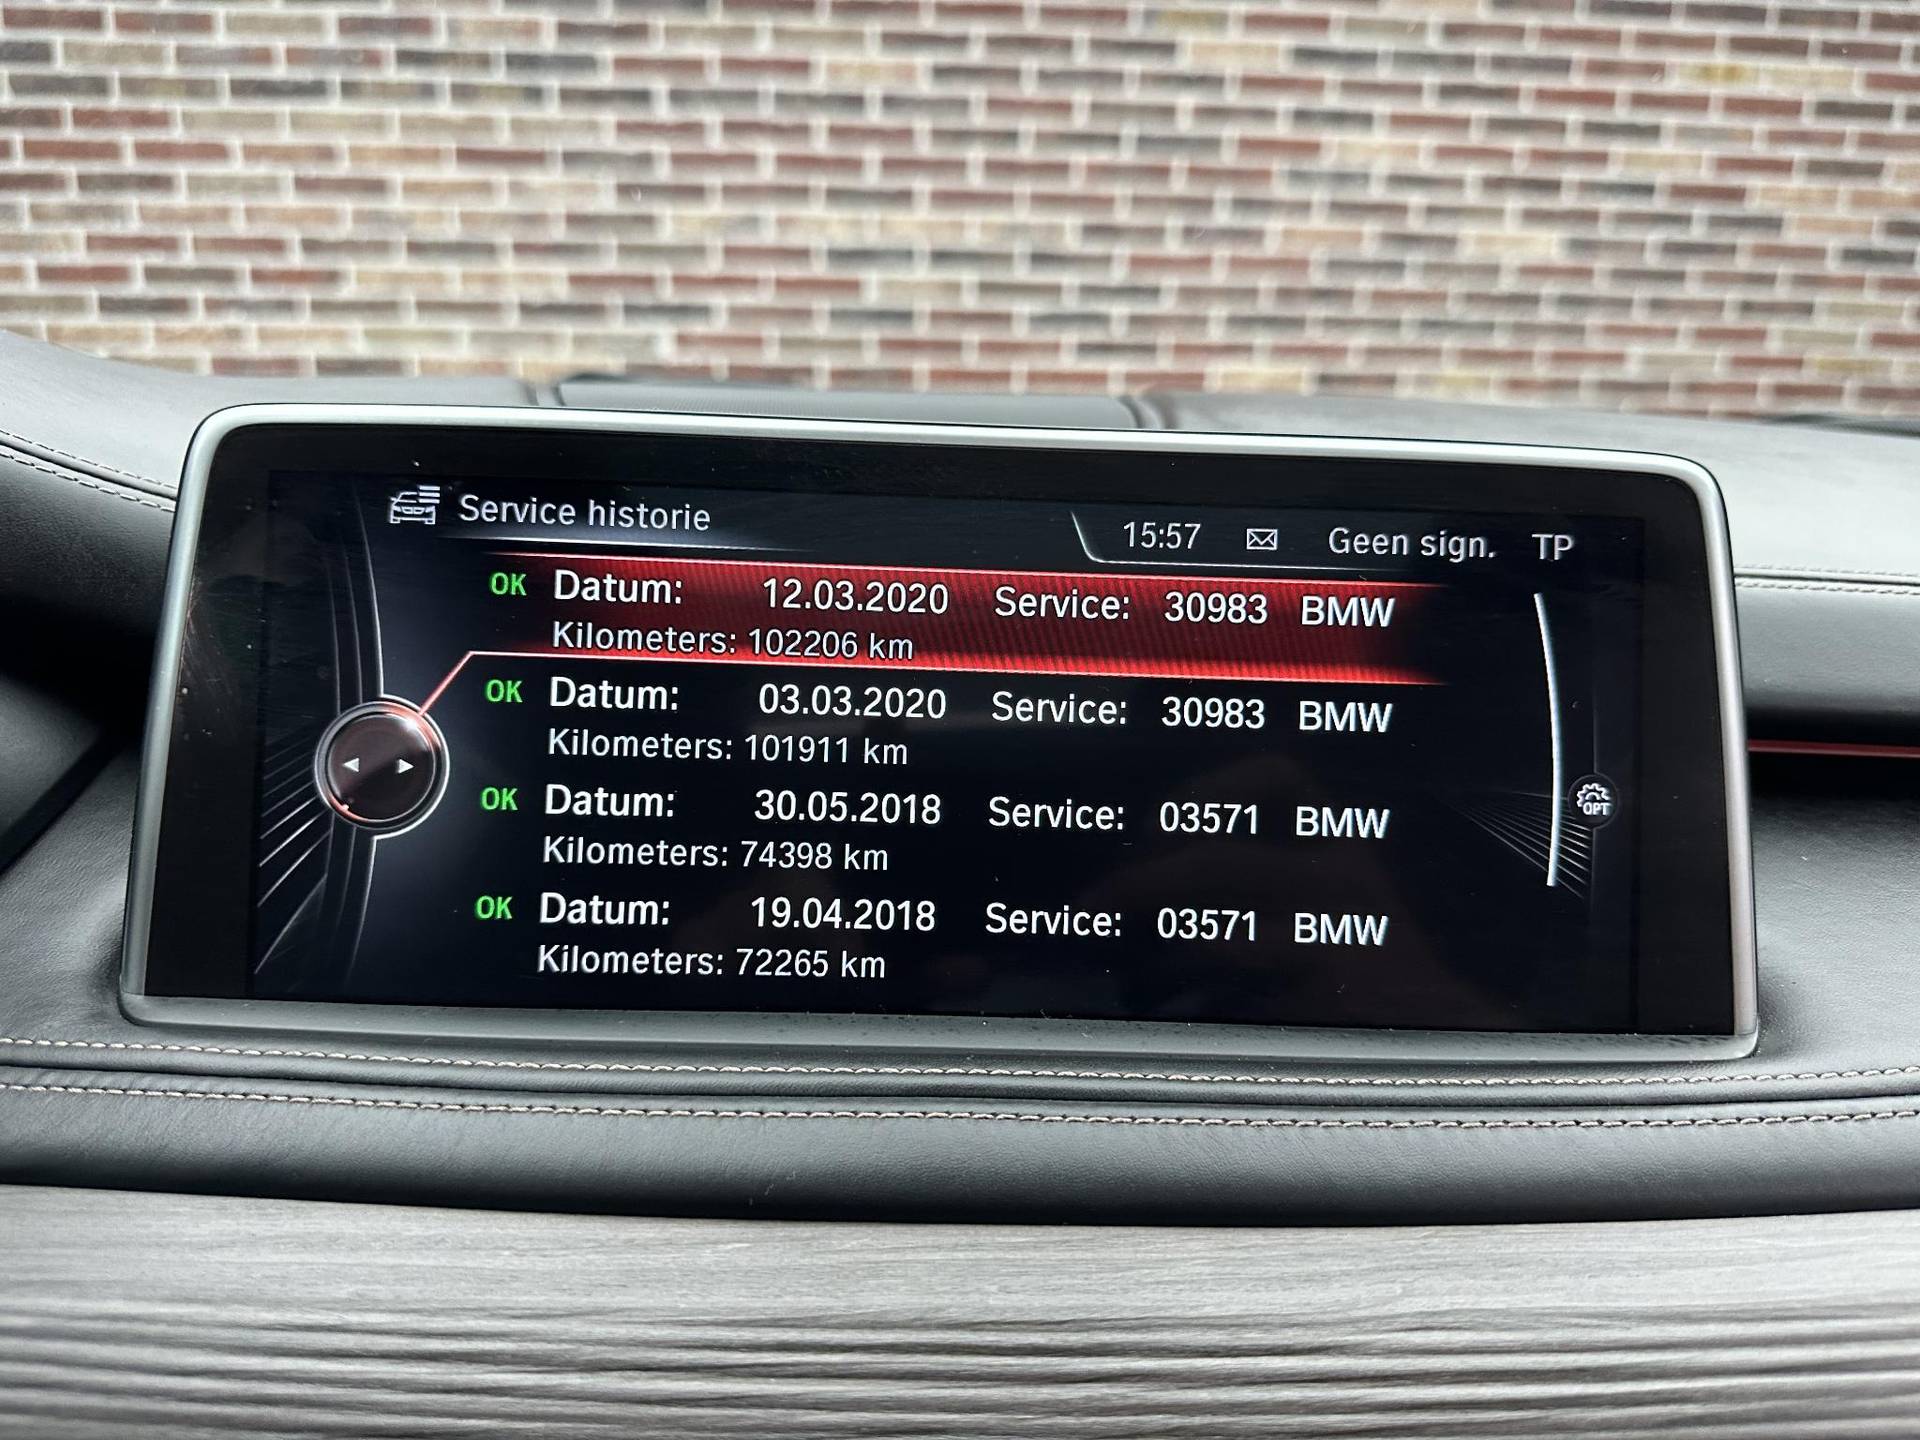 Service historie
15:57 Geen sign. TP
OK Datum: 12.03.2020 Service: 30983 BMW
Kilometers: 102206 km
OK Datum: 03.03.2020 Service: 30983 BMW
Kilometers: 101911 km
OK Datum: 30.05.2018 Service: 03571 BMW
Kilometers: 74398 km
OPT
OK Datum: 19.04.2018 Service: 03571 BMW
Kilometers: 72265 km